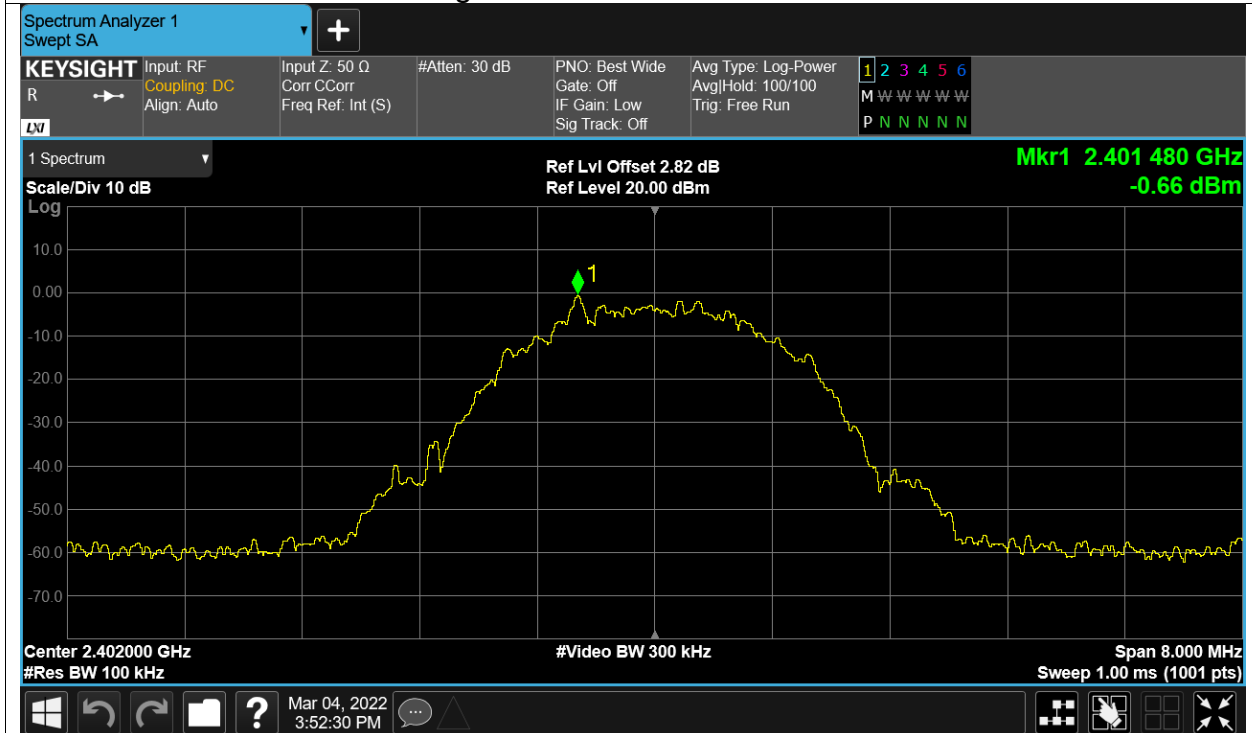 Spectrum Analyzer 1
Swept SA
+
KEYSIGHT
R
LXI
Input: RF
Coupling: DC
Align: Auto
Input Z: 50 Ω
Corr CCorr
Freq Ref: Int (S)
#Atten: 30 dB
PNO: Best Wide
Gate: Off
IF Gain: Low
Sig Track: Off
Avg Type: Log-Power
Avg|Hold: 100/100
Trig: Free Run
1 2 3 4 5 6
M W W W W W W
P N N N N N N
1 Spectrum
Scale/Div 10 dB
Log
Ref Lvl Offset 2.82 dB
Ref Level 20.00 dBm
Mkr1 2.401 480 GHz
-0.66 dBm
10.0
0.00
-10.0
-20.0
-30.0
-40.0
-50.0
-60.0
-70.0
1
Center 2.402000 GHz
#Res BW 100 kHz
#Video BW 300 kHz
Span 8.000 MHz
Sweep 1.00 ms (1001 pts)
?
Mar 04, 2022
3:52:30 PM